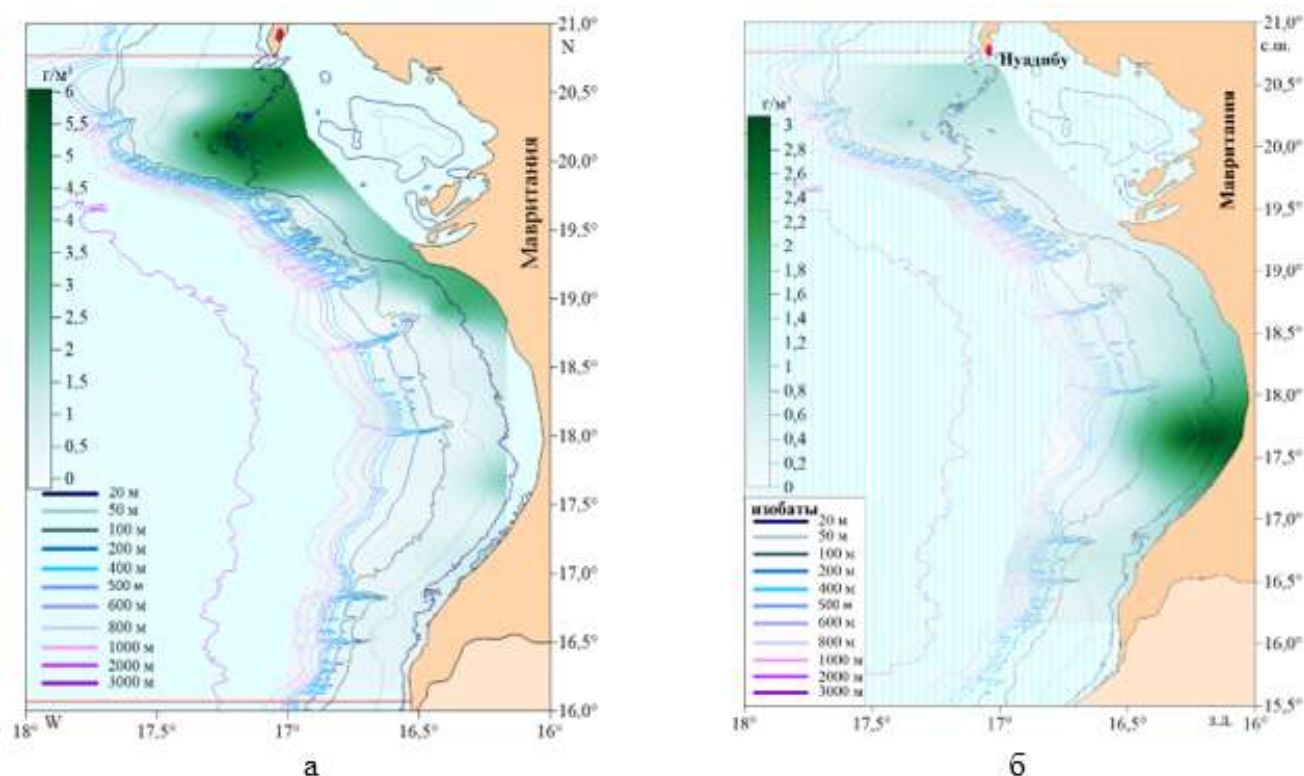 г/м³
6
5,5
5
4,5
4
3,5
3
2,5
2
1,5
1
0,5
0
20 м
50 м
100 м
200 м
400 м
500 м
600 м
800 м
1000 м
2000 м
3000 м
Мавритания
21,0°
N
20,5°
20,0°
19,5°
19,0°
18,5°
18,0°
17,5°
17,0°
16,5°
16,0°
W
18° 17,5° 17° 16,5° 16°
а
Нуадибу
г/м³
3
2,8
2,6
2,4
2,2
2
1,8
1,6
1,4
1,2
1
0,8
0,6
0,4
0,2
0
изобаты
20 м
50 м
100 м
200 м
400 м
500 м
600 м
800 м
1000 м
2000 м
3000 м
Мавритания
21,0°
с.ш.
20,5°
20,0°
19,5°
19,0°
18,5°
18,0°
17,5°
17,0°
16,5°
16,0°
15,5°
18° 17,5° 17° 16,5° з.д. 16°
б